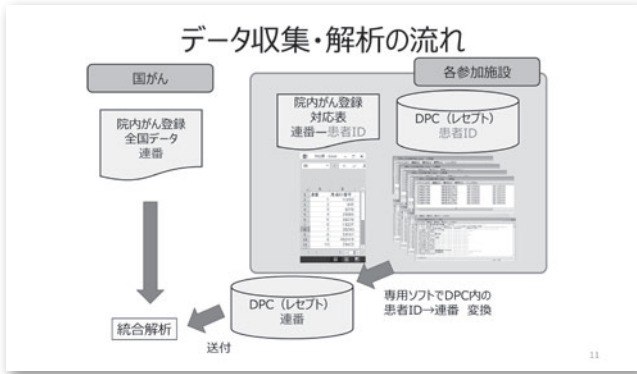 データ収集・解析の流れ
国がん
各参加施設
院内がん登録
全国データ
連番
院内がん登録
対応表
連番ー患者ID
DPC（レセプト）
患者ID
専用ソフトでDPC内の
患者ID→連番 変換
DPC（レセプト）
連番
送付
統合解析
11